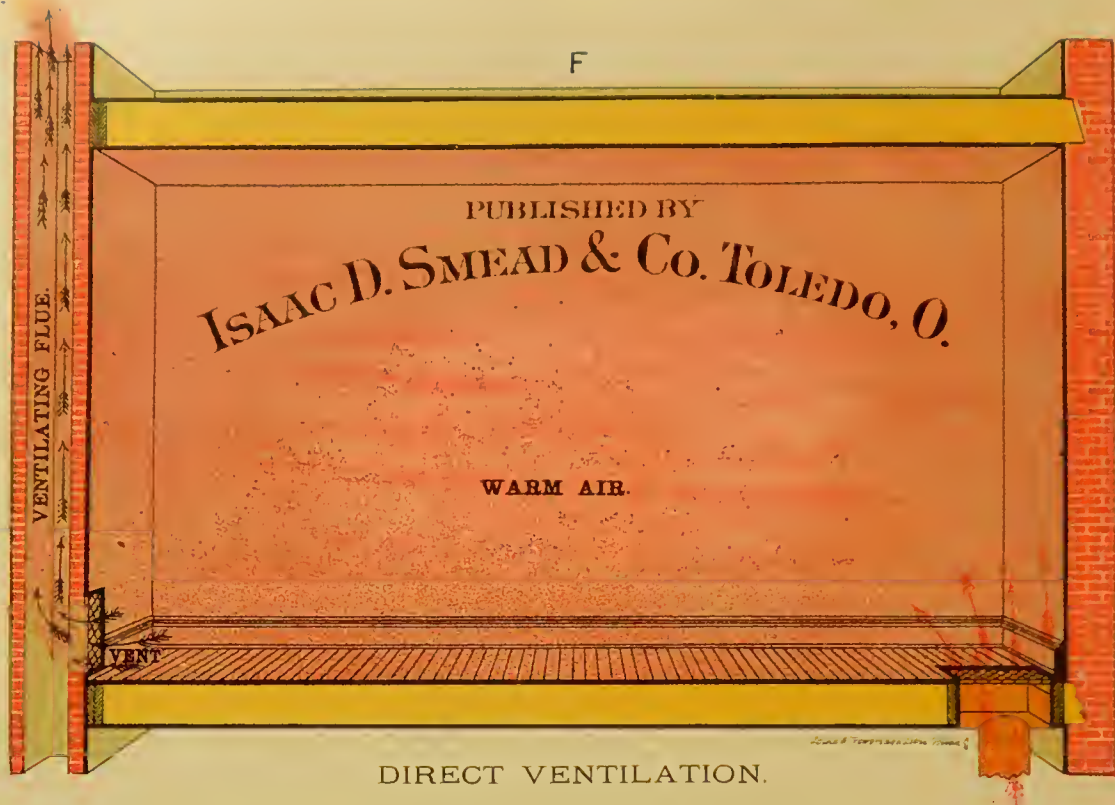 F
PUBLISHED BY
ISAAC D. SMEAD & CO. TOLEDO, O.
VENTILATING FLUE.
WARM AIR.
VENT
DIRECT VENTILATION.